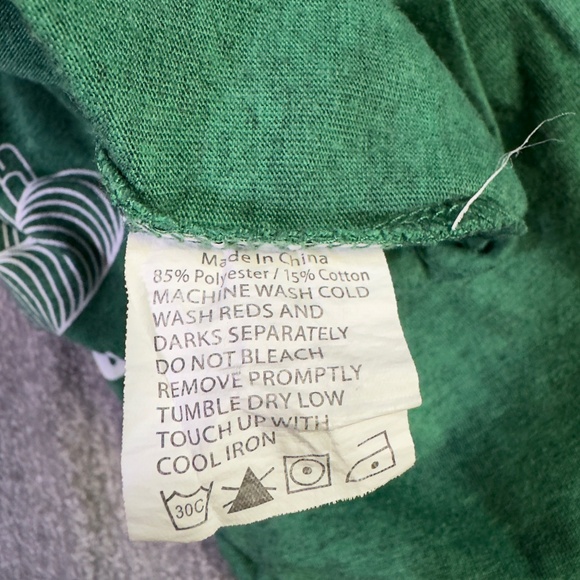 Made In China
85% Polyester / 15% Cotton
MACHINE WASH COLD
WASH REDS AND
DARKS SEPARATELY
DO NOT BLEACH
REMOVE PROMPTLY
TUMBLE DRY LOW
TOUCH UP WITH
COOL IRON
30C